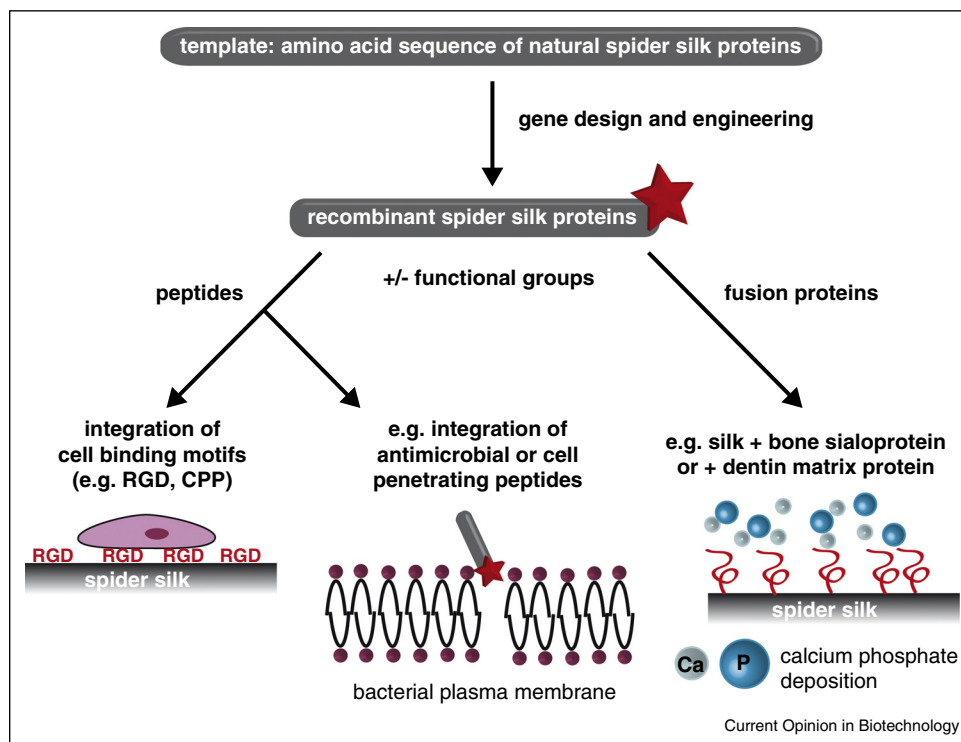 template: amino acid sequence of natural spider silk proteins
gene design and engineering
recombinant spider silk proteins
+/- functional groups
peptides
fusion proteins
integration of
cell binding motifs
(e.g. RGD, CPP)
e.g. integration of
antimicrobial or cell
penetrating peptides
e.g. silk + bone sialoprotein
or + dentin matrix protein
RGD RGD RGD RGD
spider silk
bacterial plasma membrane
spider silk
Ca P calcium phosphate
deposition
Current Opinion in Biotechnology